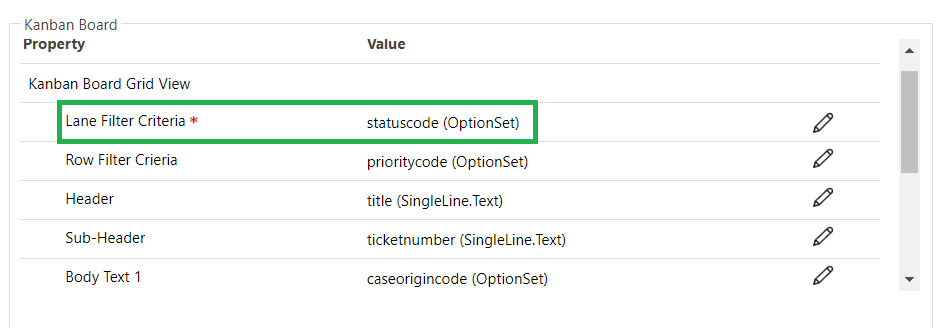 Kanban Board
Property Value
Kanban Board Grid View
Lane Filter Criteria * statuscode (OptionSet)
Row Filter Crieria prioritycode (OptionSet)
Header title (SingleLine.Text)
Sub-Header ticketnumber (SingleLine.Text)
Body Text 1 caseorigincode (OptionSet)